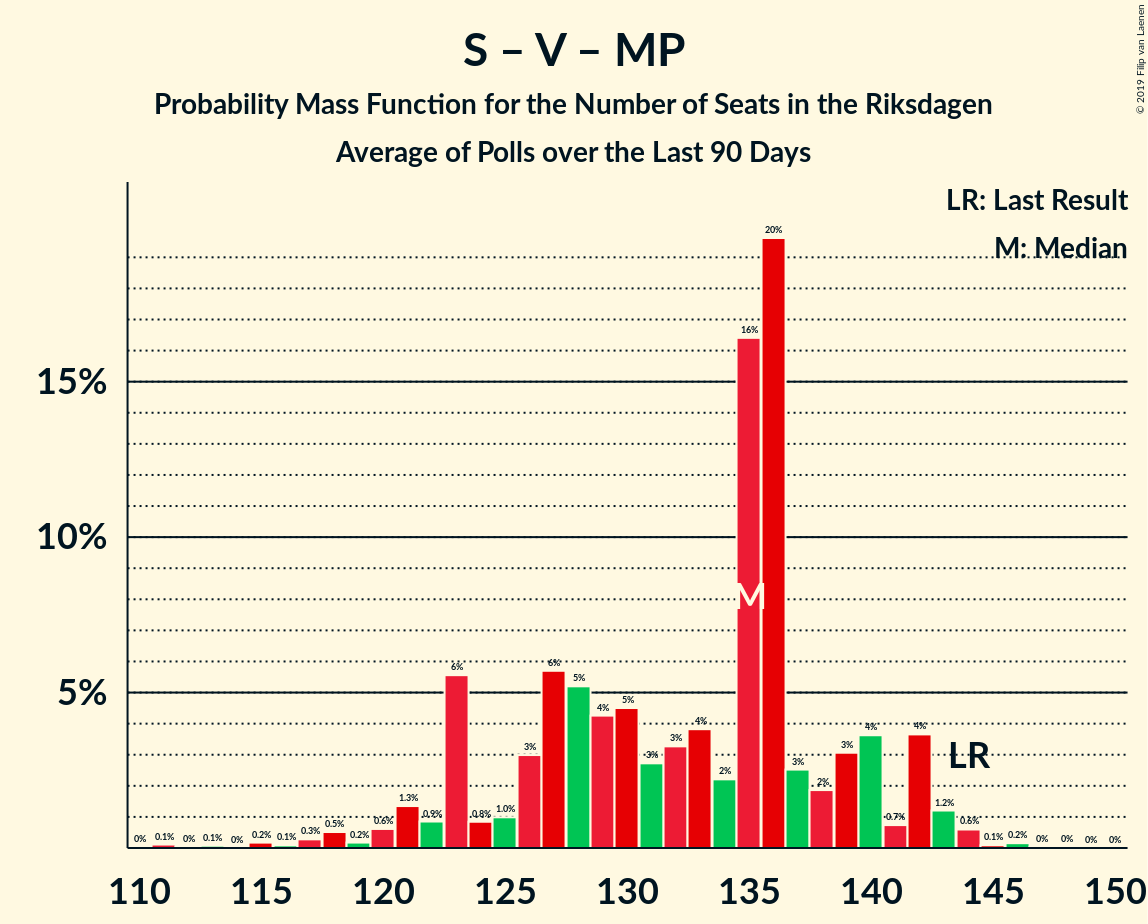 S – V – MP
Probability Mass Function for the Number of Seats in the Riksdagen
Average of Polls over the Last 90 Days
© 2019 Filip van Laenen
LR: Last Result
M: Median
15%
10%
5%
0% 0.1% 0% 0.1% 0% 0.2% 0.1% 0.3% 0.5% 0.2% 0.6% 1.3% 0.9% 6% 0.8% 1.0% 3% 6% 5% 4% 5% 3% 3% 4% 2% 16% 20% 3% 2% 3% 4% 0.7% 4% 1.2% 0.6% 0.1% 0.2% 0% 0% 0% 0%
M
LR
110 115 120 125 130 135 140 145 150